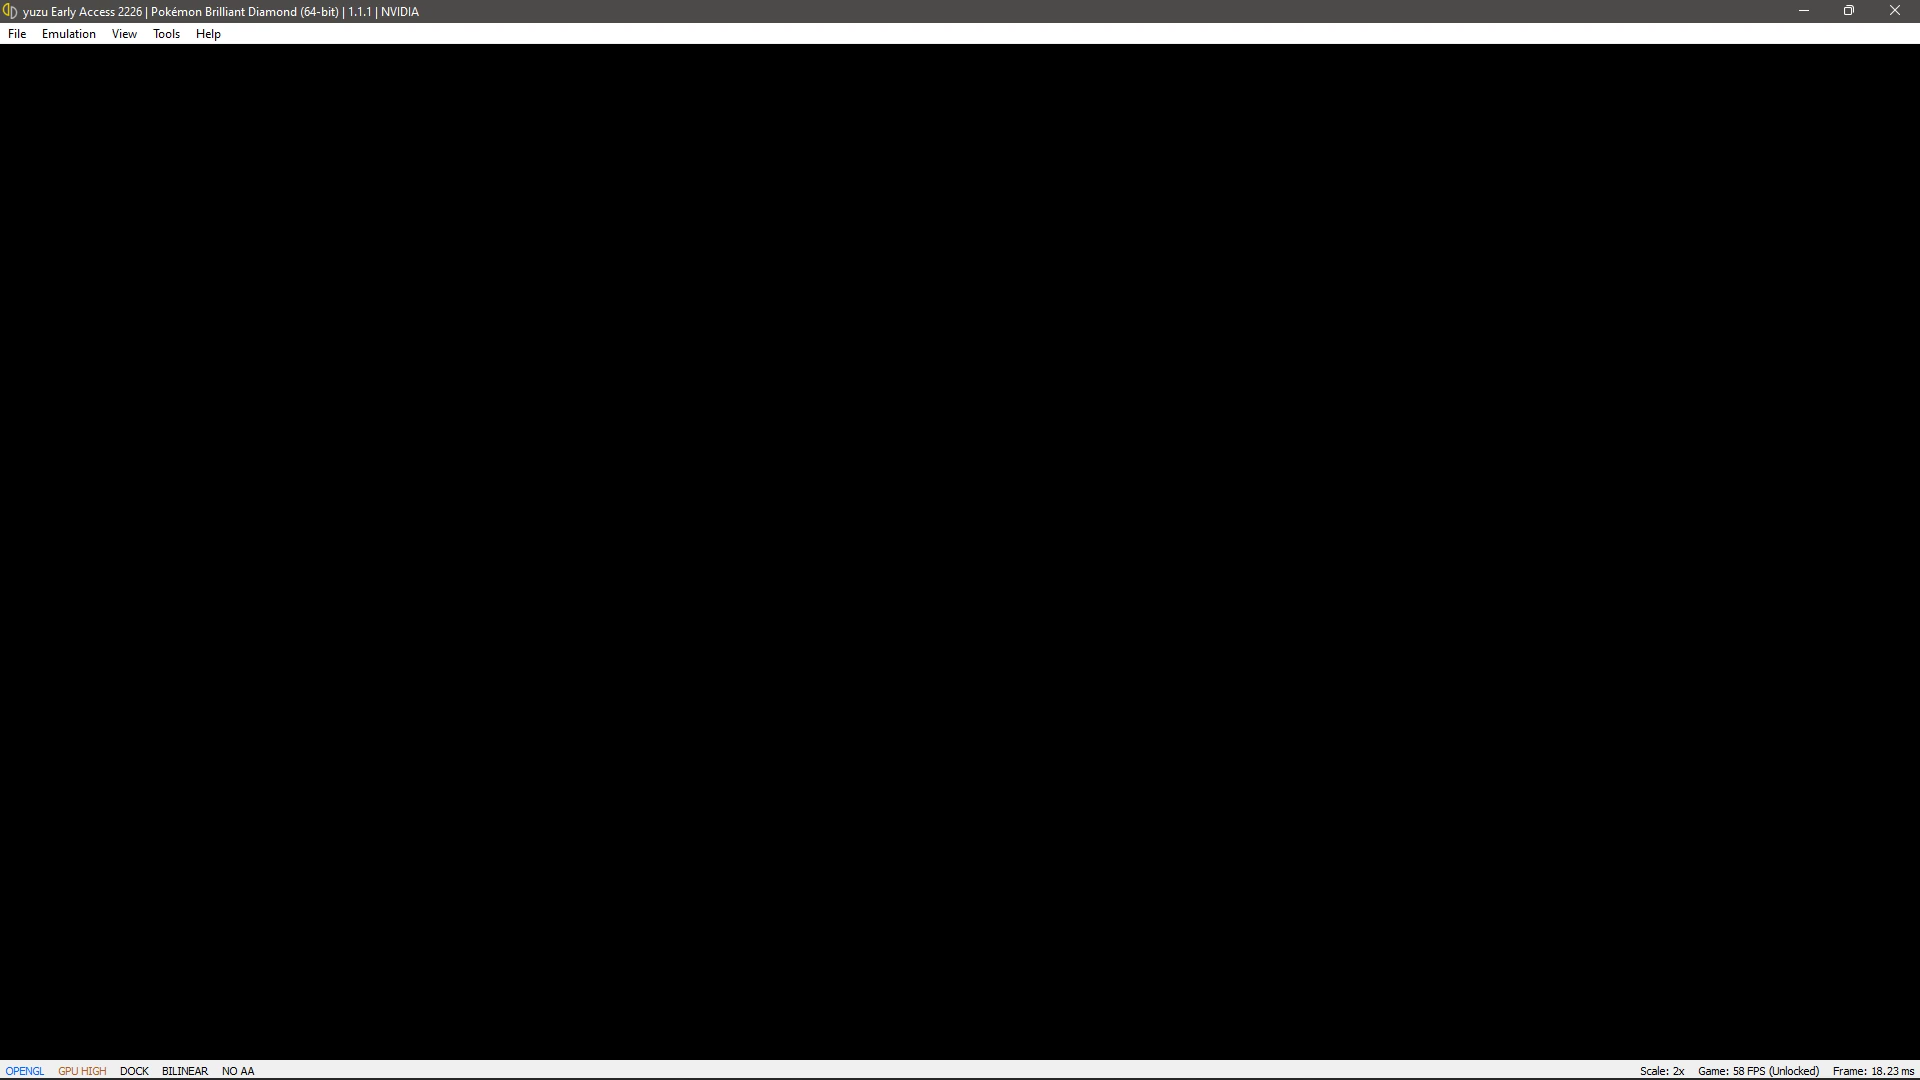 yuzu Early Access 2226 | Pokémon Brilliant Diamond (64-bit) | 1.1.1 | NVIDIA
File Emulation View Tools Help
OPENGL GPU HIGH DOCK BILINEAR NO AA Scale: 2x Game: 58 FPS (Unlocked) Frame: 18.23 ms